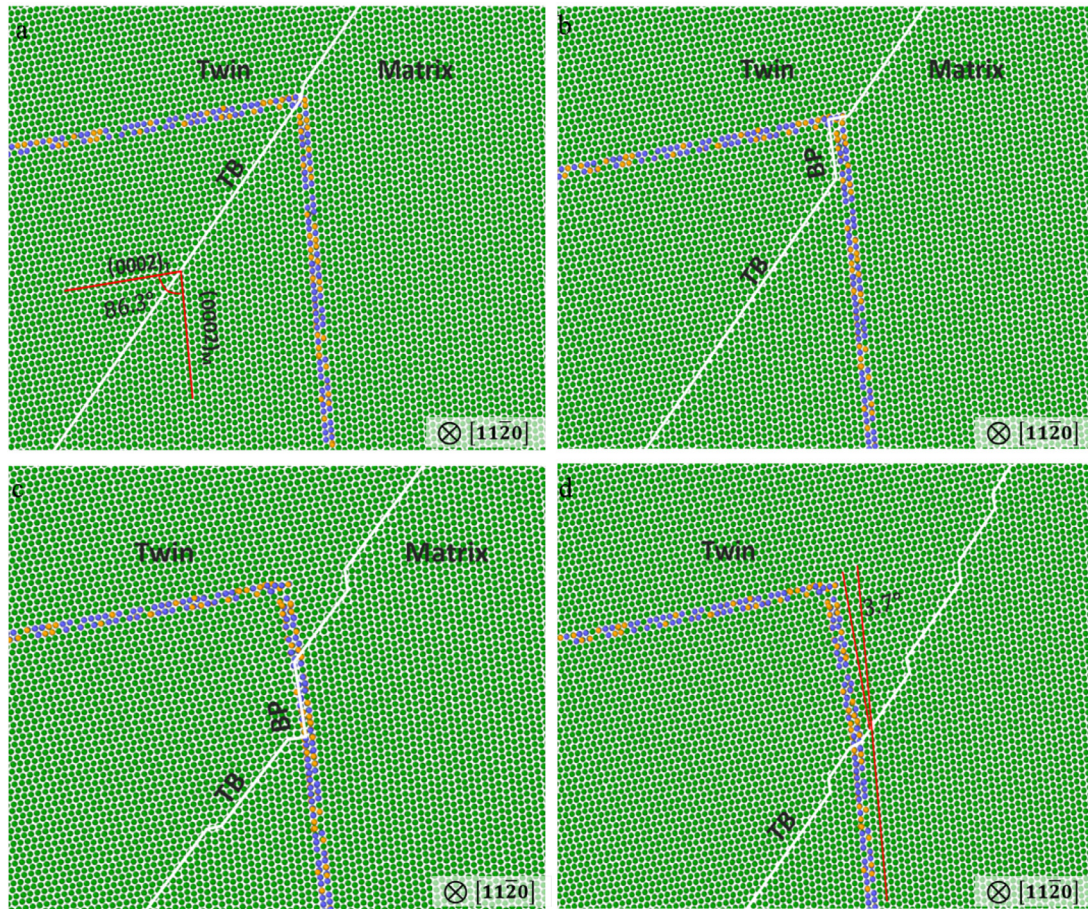 a
Twin
Matrix
TB
(0002)
86.3°
(0002)M
⊗ [112̄0]
b
Twin
Matrix
BP
TB
⊗ [112̄0]
c
Twin
Matrix
BP
TB
⊗ [112̄0]
d
Twin
3.7°
TB
⊗ [112̄0]